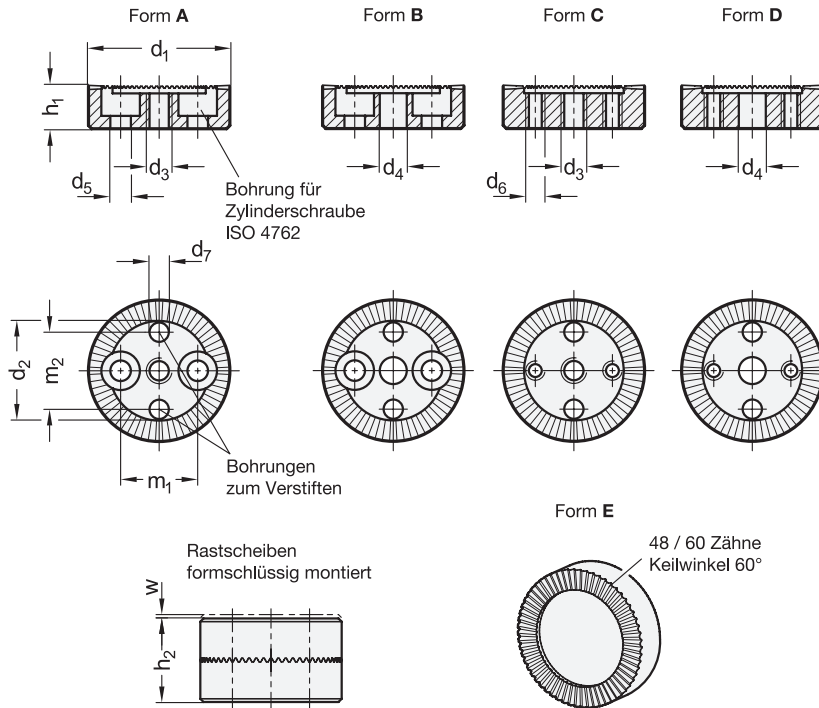 Form A
Form B
Form C
Form D
d1
h1
d5
d3
d4
d6
d3
d4
Bohrung für
Zylinderschraube
ISO 4762
d7
d2
m2
m1
Bohrungen
zum Verstiften
Form E
48 / 60 Zähne
Keilwinkel 60°
Rastscheiben
formschlüssig montiert
w
h2